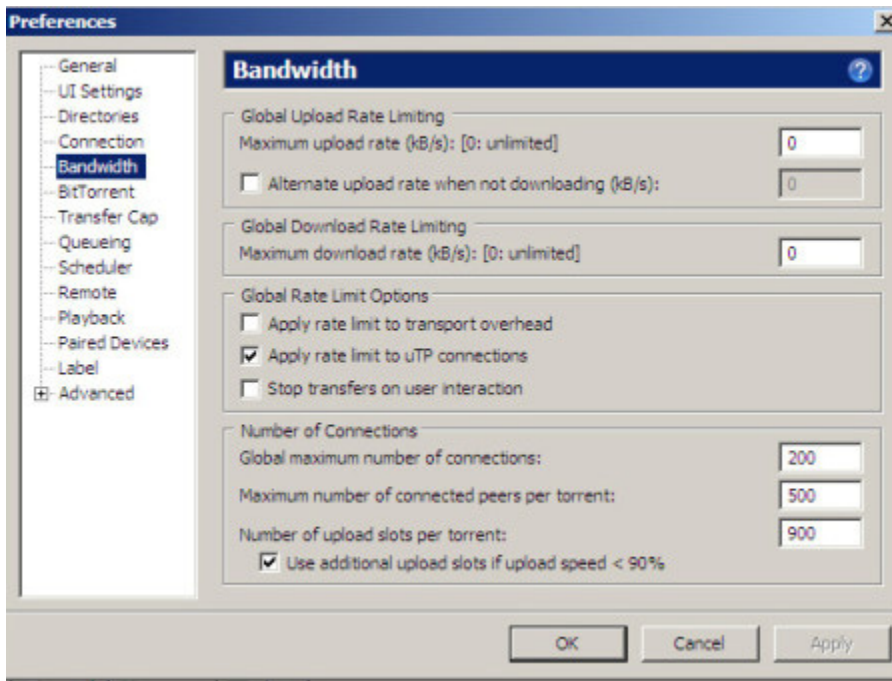 Preferences
General
UI Settings
Directories
Connection
Bandwidth
BitTorrent
Transfer Cap
Queueing
Scheduler
Remote
Playback
Paired Devices
Label
Advanced
Bandwidth
Global Upload Rate Limiting
Maximum upload rate (kB/s): [0: unlimited] 0
Alternate upload rate when not downloading (kB/s): 0
Global Download Rate Limiting
Maximum download rate (kB/s): [0: unlimited] 0
Global Rate Limit Options
Apply rate limit to transport overhead
Apply rate limit to uTP connections
Stop transfers on user interaction
Number of Connections
Global maximum number of connections: 200
Maximum number of connected peers per torrent: 500
Number of upload slots per torrent: 900
Use additional upload slots if upload speed < 90%
OK Cancel Apply